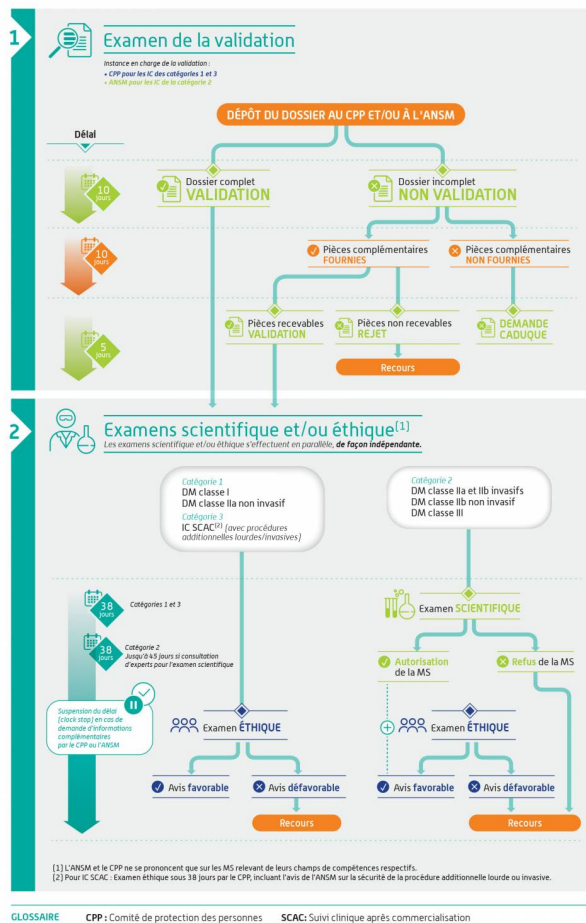 1
Examen de la validation
Instance en charge de la validation :
• CPP pour les IC des catégories 1 et 3
• ANSM pour les IC de la catégorie 2
DÉPÔT DU DOSSIER AU CPP ET/OU À L'ANSM
Délai
10
jours
Dossier complet
VALIDATION
Dossier incomplet
NON VALIDATION
10
jours
Pièces complémentaires
FOURNIES
Pièces complémentaires
NON FOURNIES
5
jours
Pièces recevables
VALIDATION
Pièces non recevables
REJET
DEMANDE
CADUQUE
Recours
2
Examens scientifique et/ou éthique(1)
Les examens scientifique et/ou éthique s'effectuent en parallèle, de façon indépendante.
Catégorie 1
DM classe I
DM classe IIa non invasif
Catégorie 3
IC SCAC(2) (avec procédures
additionnelles lourdes/invasives)
Catégorie 2
DM classe IIa et IIb invasifs
DM classe IIb non invasif
DM classe III
38
jours
Catégories 1 et 3
38
jours
Catégorie 2
Jusqu'à 45 jours si consultation
d'experts pour l'examen scientifique
Examen SCIENTIFIQUE
Autorisation
de la MS
Refus de la MS
Suspension du délai
(clock stop) en cas de
demande d'informations
complémentaires
par le CPP ou l'ANSM
Examen ÉTHIQUE
Examen ÉTHIQUE
Avis favorable
Avis défavorable
Avis favorable
Avis défavorable
Recours
Recours
(1) L'ANSM et le CPP ne se prononcent que sur les MS relevant de leurs champs de compétences respectifs.
(2) Pour IC SCAC : Examen éthique sous 38 jours par le CPP, incluant l'avis de l'ANSM sur la sécurité de la procédure additionnelle lourde ou invasive.
GLOSSAIRE CPP : Comité de protection des personnes SCAC: Suivi clinique après commercialisation